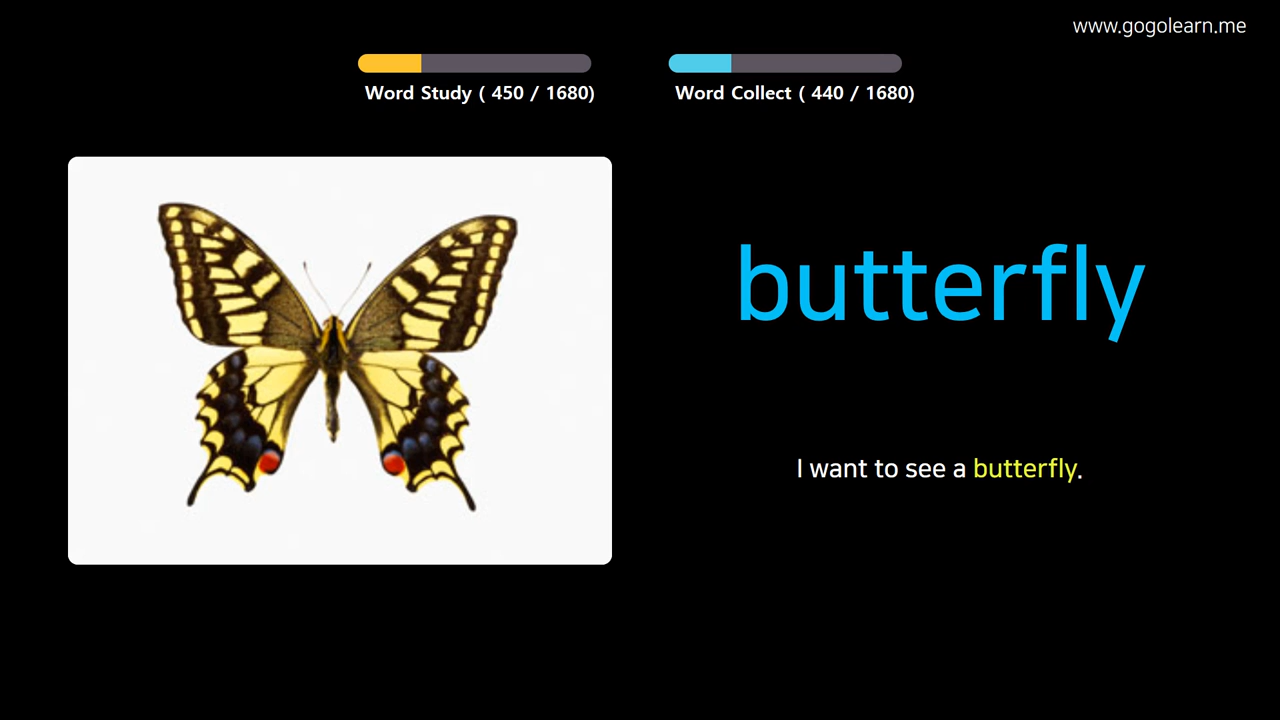 www.gogolearn.me
Word Study ( 450 / 1680)
Word Collect ( 440 / 1680)
butterfly
I want to see a butterfly.